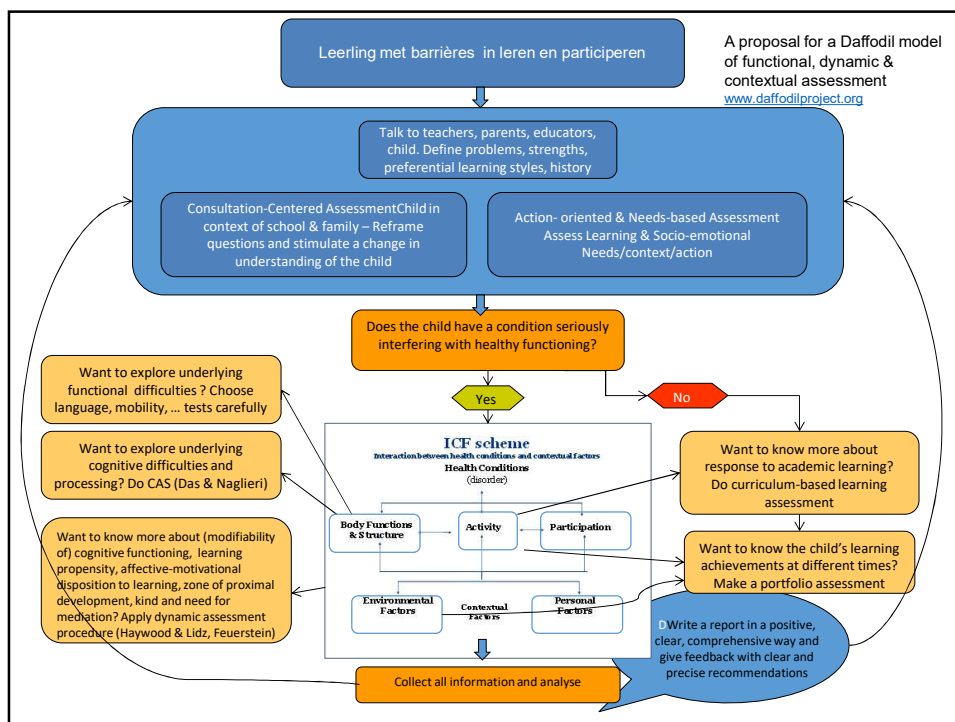 Leerling met barrières in leren en participeren
A proposal for a Daffodil model
of functional, dynamic &
contextual assessment
www.daffodilproject.org
Talk to teachers, parents, educators,
child. Define problems, strengths,
preferential learning styles, history
Consultation-Centered AssessmentChild in
context of school & family – Reframe
questions and stimulate a change in
understanding of the child
Action- oriented & Needs-based Assessment
Assess Learning & Socio-emotional
Needs/context/action
Does the child have a condition seriously
interfering with healthy functioning?
Yes
No
Want to explore underlying
functional difficulties ? Choose
language, mobility, … tests carefully
Want to explore underlying
cognitive difficulties and
processing? Do CAS (Das & Naglieri)
Want to know more about (modifiability
of) cognitive functioning, learning
propensity, affective-motivational
disposition to learning, zone of proximal
development, kind and need for
mediation? Apply dynamic assessment
procedure (Haywood & Lidz, Feuerstein)
ICF scheme
Interaction between health conditions and contextual factors
Health Conditions
(disorder)
Body Functions
& Structure
Activity
Participation
Environmental
Factors
Contextual
Factors
Personal
Factors
Want to know more about
response to academic learning?
Do curriculum-based learning
assessment
Want to know the child's learning
achievements at different times?
Make a portfolio assessment
DWrite a report in a positive,
clear, comprehensive way and
give feedback with clear and
precise recommendations
Collect all information and analyse